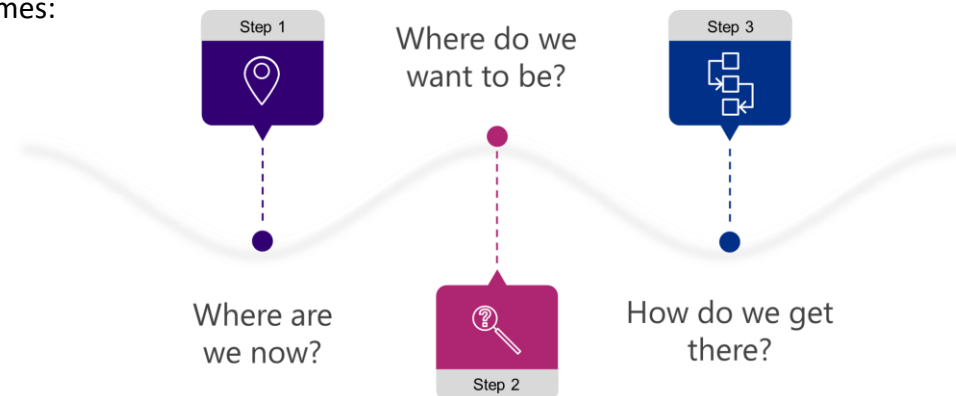 mes:
Step 1
Where are
we now?
Where do we
want to be?
Step 2
Step 3
How do we get
there?